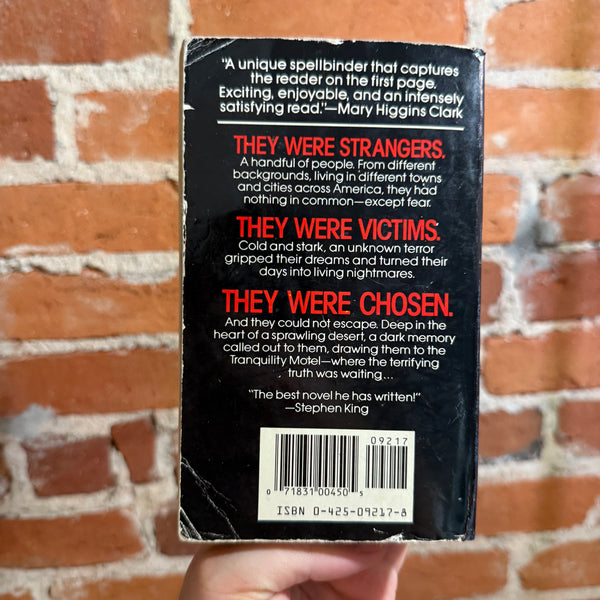 "A unique spellbinder that captures
the reader on the first page.
Exciting, enjoyable, and an intensely
satisfying read."—Mary Higgins Clark
THEY WERE STRANGERS.
A handful of people. From different
backgrounds, living in different towns
and cities across America, they had
nothing in common—except fear.
THEY WERE VICTIMS.
Cold and stark, an unknown terror
gripped their dreams and turned their
days into living nightmares.
THEY WERE CHOSEN.
And they could not escape. Deep in the
heart of a sprawling desert, a dark memory
called out to them, drawing them to the
Tranquility Motel—where the terrifying
truth was waiting...
"The best novel he has written!"
—Stephen King
09217
0 71831 00450 5
ISBN 0-425-09217-8